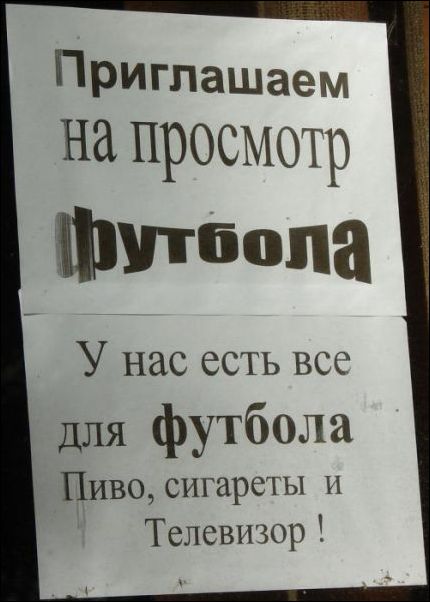 Приглашаем
на просмотр
футбола
У нас есть все
для футбола
Пиво, сигареты и
Телевизор !